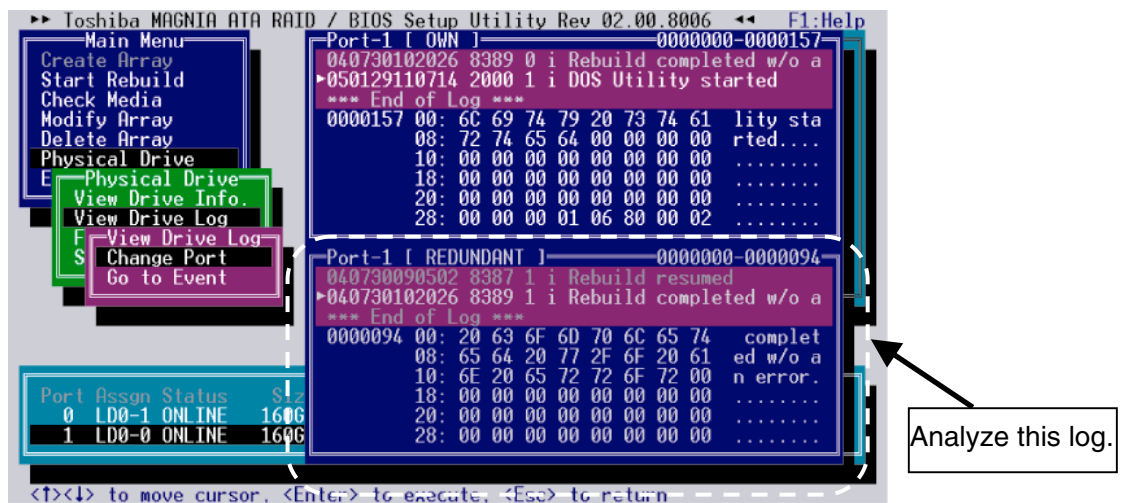 ►► Toshiba MAGNIA ATA RAID / BIOS Setup Utility Rev 02.00.8006 ◄◄ F1:Help
Main Menu
Create Array
Start Rebuild
Check Media
Modify Array
Delete Array
Physical Drive
E
Physical Drive
View Drive Info.
View Drive Log
F
S
View Drive Log
Change Port
Go to Event
Port-1 [ OWN ] 0000000-0000157
040730102026 8389 0 i Rebuild completed w/o a
►050129110714 2000 1 i DOS Utility started
*** End of Log ***
0000157 00: 6C 69 74 79 20 73 74 61 lity sta
08: 72 74 65 64 00 00 00 00 rted....
10: 00 00 00 00 00 00 00 00 ........
18: 00 00 00 00 00 00 00 00 ........
20: 00 00 00 00 00 00 00 00 ........
28: 00 00 00 01 06 80 00 02 ........
Port-1 [ REDUNDANT ] 0000000-0000094
040730090502 8387 1 i Rebuild resumed
►040730102026 8389 1 i Rebuild completed w/o a
*** End of Log ***
0000094 00: 20 63 6F 6D 70 6C 65 74 complet
08: 65 64 20 77 2F 6F 20 61 ed w/o a
10: 6E 20 65 72 72 6F 72 00 n error.
18: 00 00 00 00 00 00 00 00 ........
20: 00 00 00 00 00 00 00 00 ........
28: 00 00 00 00 00 00 00 00 ........
Port Assgn Status Siz
0 LD0-1 ONLINE 160G
1 LD0-0 ONLINE 160G
<↑><↓> to move cursor, <Enter> to execute, <Esc> to return
Analyze this log.